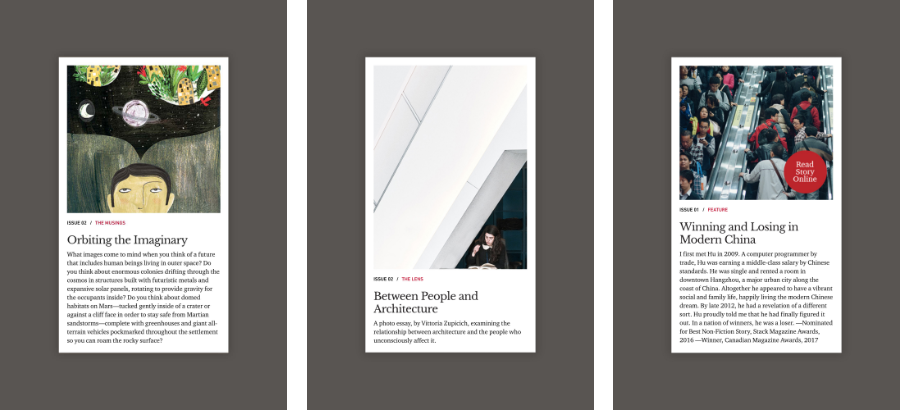 ISSUE 02 / THE MUSINGS
Orbiting the Imaginary
What images come to mind when you think of a future
that includes human beings living in outer space? Do
you think about enormous colonies drifting through the
cosmos in structures built with futuristic metals and
expansive solar panels, rotating to provide gravity for
the occupants inside? Do you think about domed
habitats on Mars—tucked gently inside of a crater or
against a cliff face in order to stay safe from Martian
sandstorms—complete with greenhouses and giant all-
terrain vehicles pockmarked throughout the settlement
so you can roam the rocky surface?
ISSUE 02 / THE LENS
Between People and
Architecture
A photo essay, by Vittoria Zupicich, examining the
relationship between architecture and the people who
unconsciously affect it.
Read
Story
Online
ISSUE 01 / FEATURE
Winning and Losing in
Modern China
I first met Hu in 2009. A computer programmer by
trade, Hu was earning a middle-class salary by Chinese
standards. He was single and rented a room in
downtown Hangzhou, a major urban city along the
coast of China. Altogether he appeared to have a vibrant
social and family life, happily living the modern Chinese
dream. By late 2012, he had a revelation of a different
sort. Hu proudly told me that he had finally figured it
out. In a nation of winners, he was a loser. —Nominated
for Best Non-Fiction Story, Stack Magazine Awards,
2016 —Winner, Canadian Magazine Awards, 2017